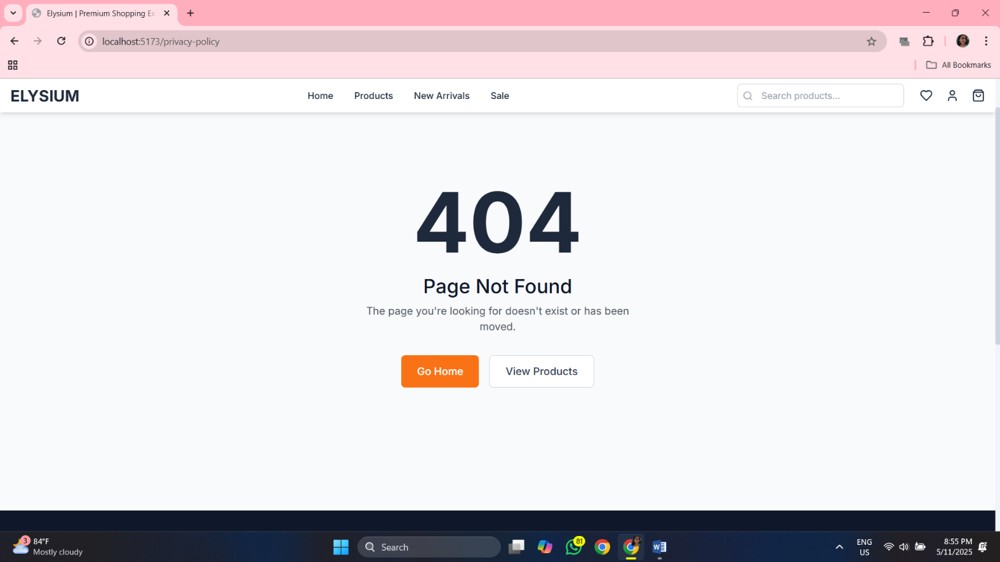 Elysium | Premium Shopping Ex
localhost:5173/privacy-policy
All Bookmarks
ELYSIUM
Home
Products
New Arrivals
Sale
Search products...
404
Page Not Found
The page you're looking for doesn't exist or has been
moved.
Go Home
View Products
3
84°F
Mostly cloudy
Search
81
ENG
US
8:55 PM
5/11/2025